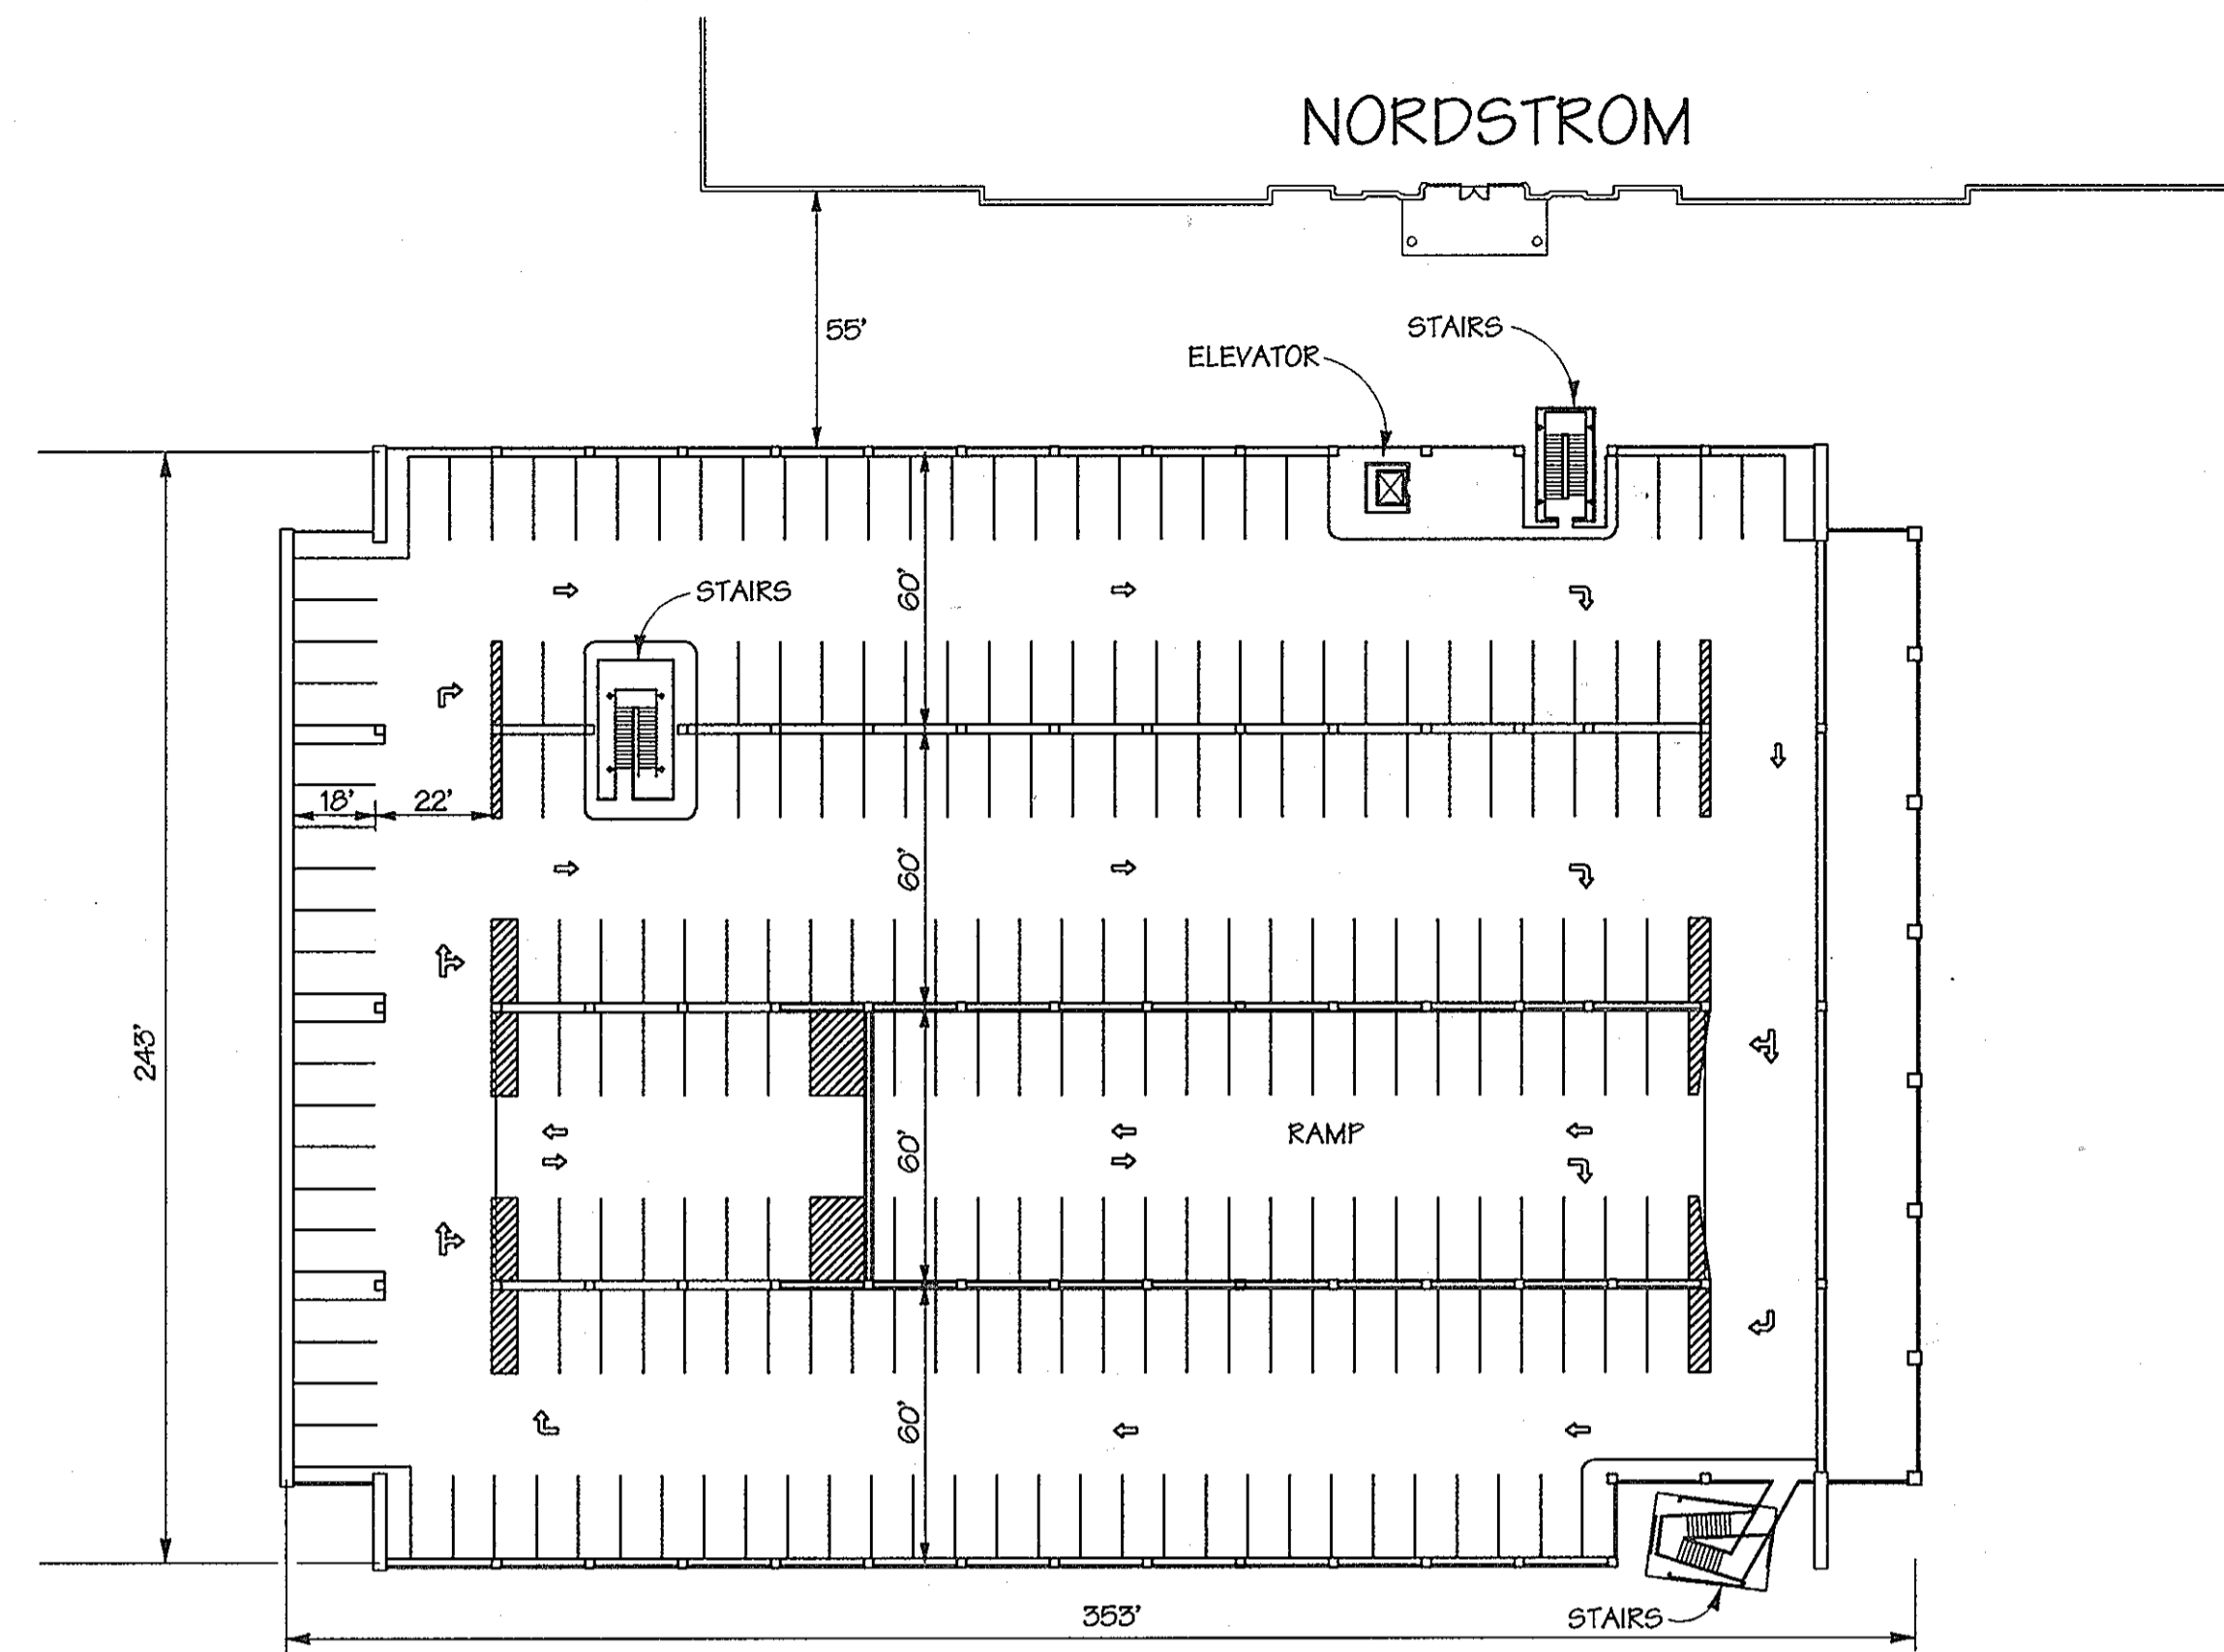 NORDSTROM
55'
STAIRS
ELEVATOR
60'
STAIRS
18'
22'
60'
243'
60'
RAMP
60'
353'
STAIRS